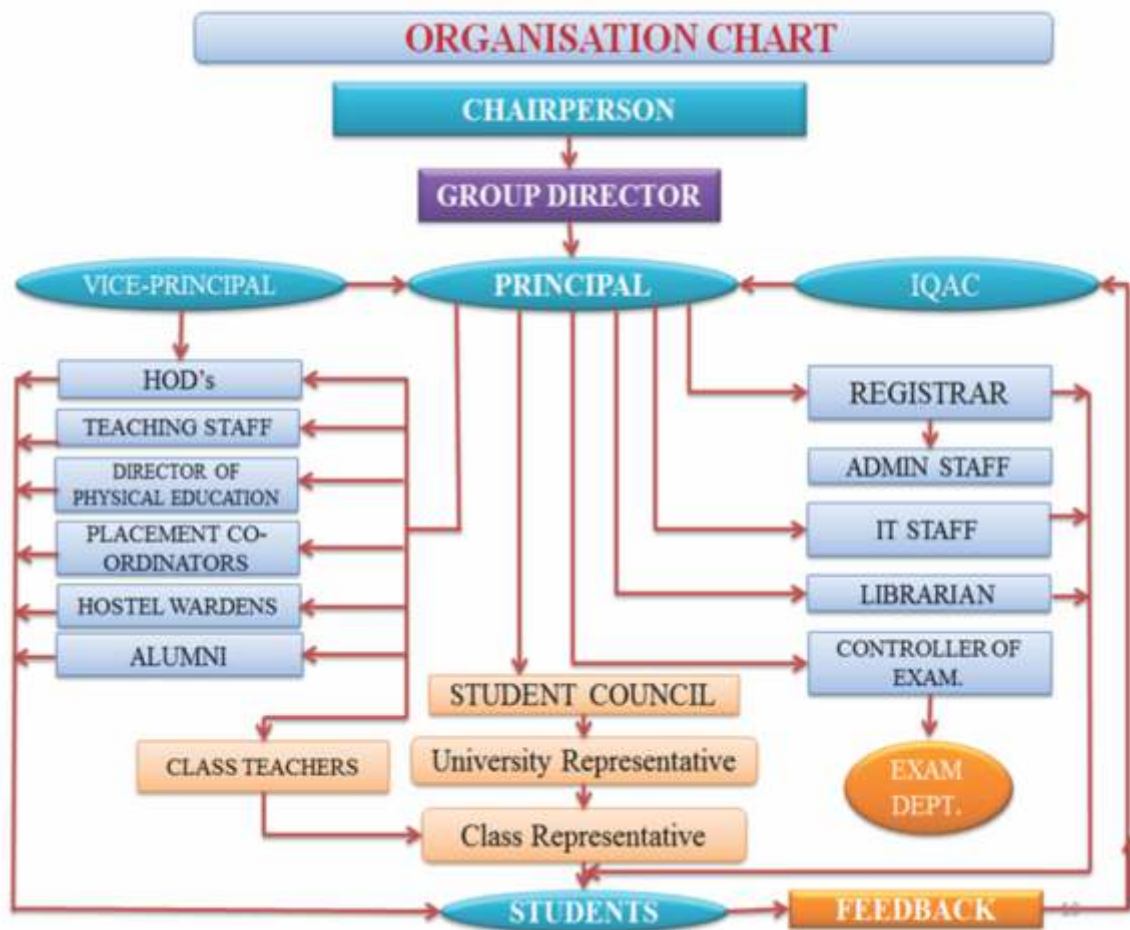 ORGANISATION CHART
CHAIRPERSON
GROUP DIRECTOR
VICE-PRINCIPAL
PRINCIPAL
IQAC
HOD's
TEACHING STAFF
DIRECTOR OF
PHYSICAL EDUCATION
PLACEMENT CO-
ORDINATORS
HOSTEL WARDENS
ALUMNI
REGISTRAR
ADMIN STAFF
IT STAFF
LIBRARIAN
CONTROLLER OF
EXAM.
STUDENT COUNCIL
CLASS TEACHERS
University Representative
EXAM
DEPT.
Class Representative
STUDENTS
FEEDBACK